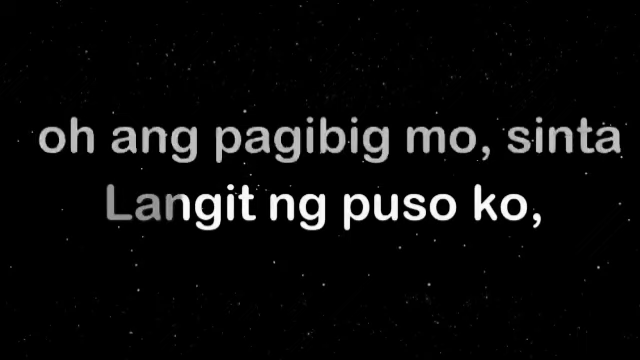 oh ang pagibig mo, sinta
Langit ng puso ko,